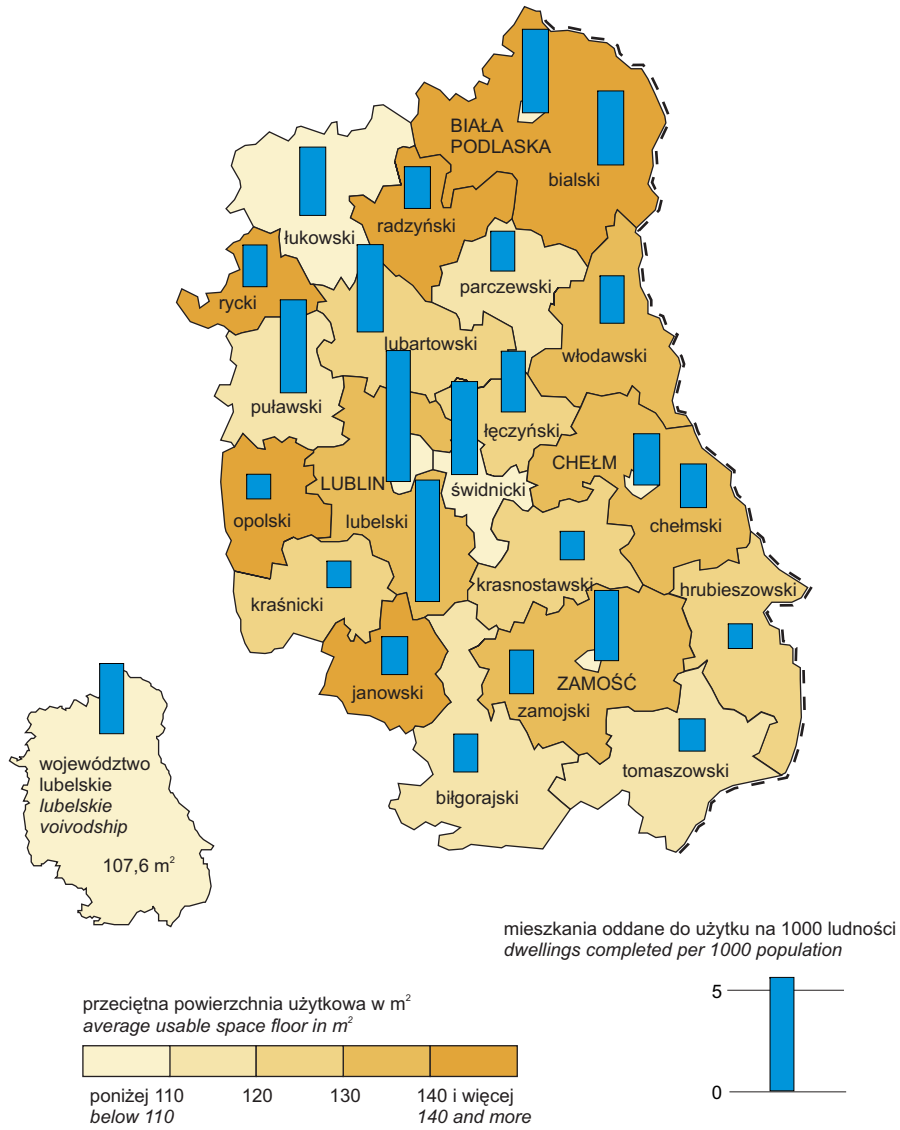 BIAŁA
PODLASKA
bialski
łukowski
radzyński
rycki
parczewski
lubartowski
włodawski
puławski
łęczyński
CHEŁM
LUBLIN
świdnicki
opolski
lubelski
chełmski
kraśnicki
krasnostawski
hrubieszowski
janowski
ZAMOŚĆ
zamojski
tomaszowski
biłgorajski
województwo
lubelskie
lubelskie
voivodship
107,6 m²
mieszkania oddane do użytku na 1000 ludności
dwellings completed per 1000 population
5
0
przeciętna powierzchnia użytkowa w m²
average usable space floor in m²
poniżej 110 120 130 140 i więcej
below 110 140 and more